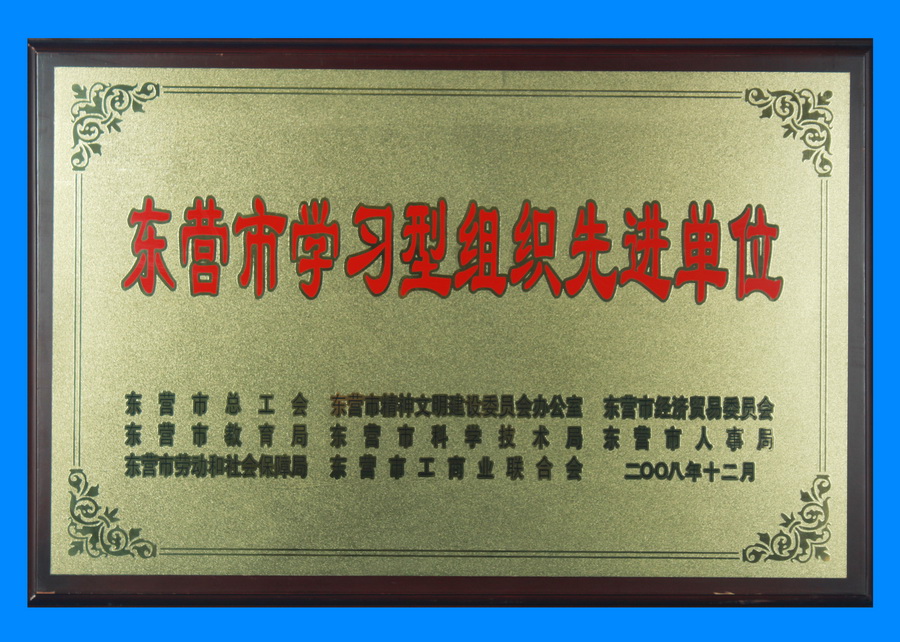 东营市学习型组织先进单位
东营市总工会 东营市精神文明建设委员会办公室 东营市经济贸易委员会
东营市教育局 东营市科学技术局 东营市人事局
东营市劳动和社会保障局 东营市工商业联合会 二〇〇八年十二月